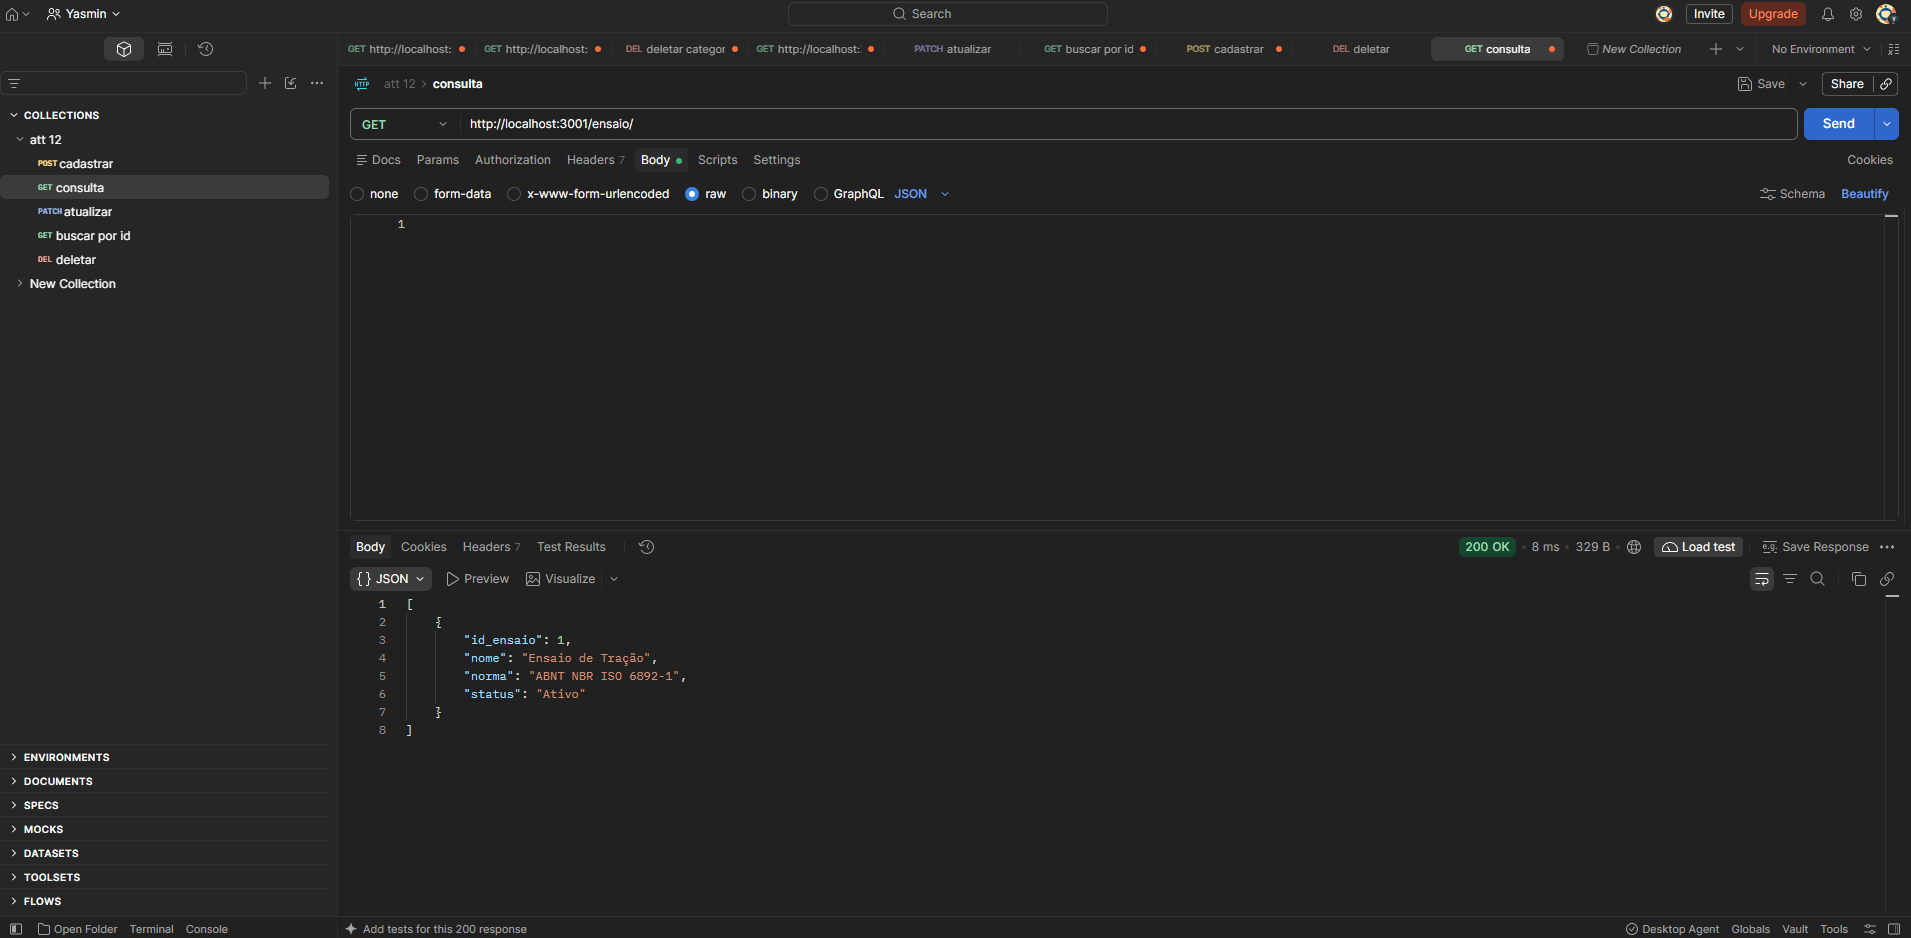 Yasmin
Search
Invite
Upgrade
GET http://localhost:
GET http://localhost:
DEL deletar categor
GET http://localhost:
PATCH atualizar
GET buscar por id
POST cadastrar
DEL deletar
GET consulta
New Collection
No Environment
HTTP att 12 > consulta
Save
Share
COLLECTIONS
att 12
POST cadastrar
GET consulta
PATCH atualizar
GET buscar por id
DEL deletar
New Collection
GET
http://localhost:3001/ensaio/
Send
Docs Params Authorization Headers 7 Body Scripts Settings
Cookies
none form-data x-www-form-urlencoded raw binary GraphQL JSON
Schema
Beautify
1
Body Cookies Headers 7 Test Results
200 OK • 8 ms • 329 B
Load test
e.g. Save Response
{} JSON
Preview
Visualize
1 [
2 {
3 "id_ensaio": 1,
4 "nome": "Ensaio de Tração",
5 "norma": "ABNT NBR ISO 6892-1",
6 "status": "Ativo"
7 }
8 ]
ENVIRONMENTS
DOCUMENTS
SPECS
MOCKS
DATASETS
TOOLSETS
FLOWS
Open Folder Terminal Console
Add tests for this 200 response
Desktop Agent Globals Vault Tools